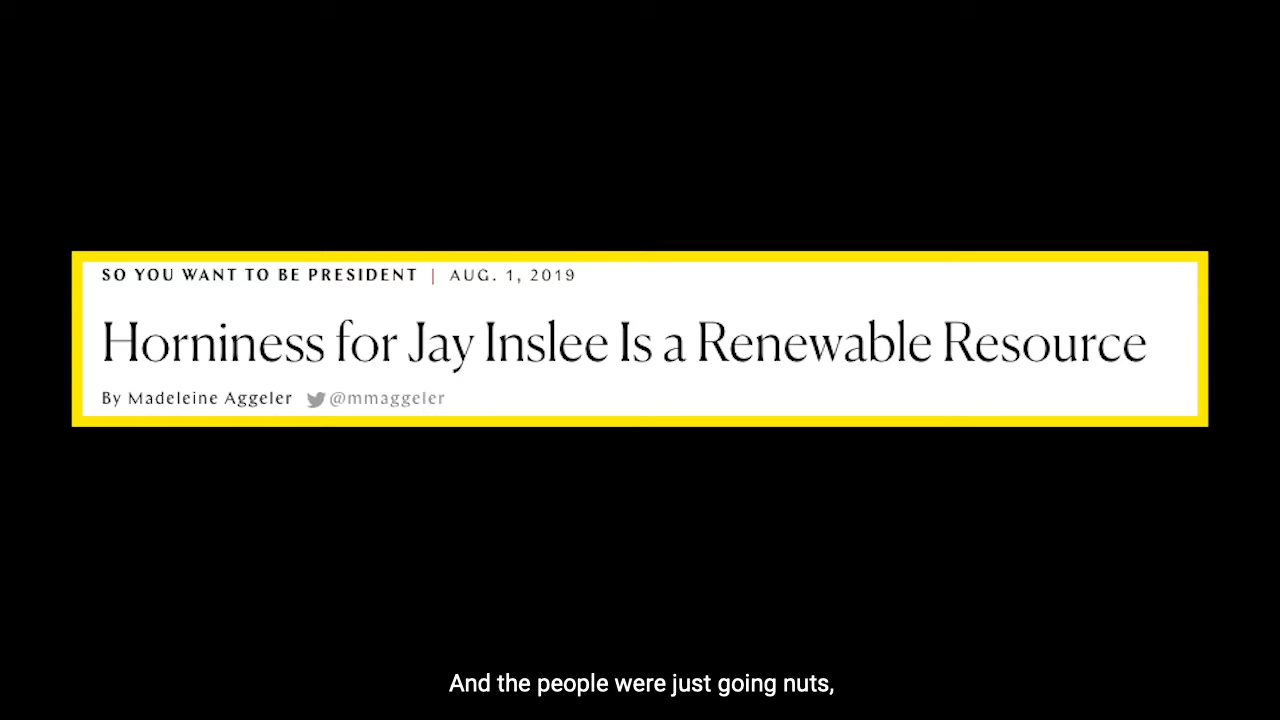 SO YOU WANT TO BE PRESIDENT | AUG. 1, 2019
Horniness for Jay Inslee Is a Renewable Resource
By Madeleine Aggeler @mmaggeler
And the people were just going nuts,